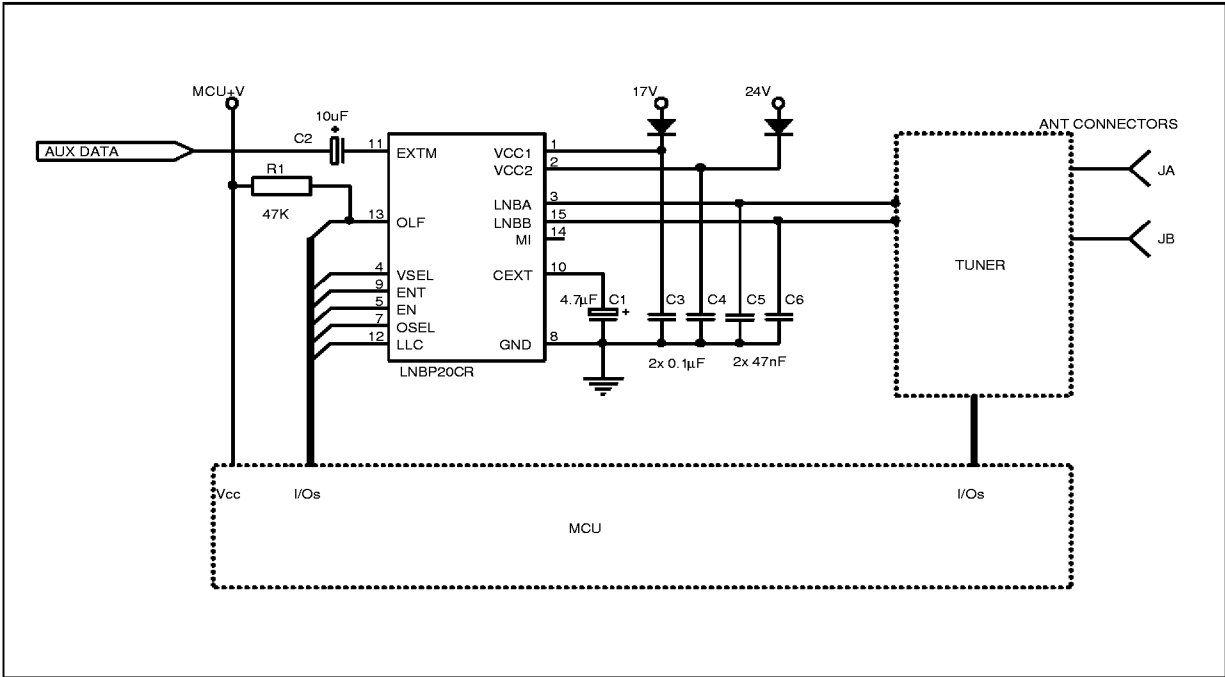 MCU+V
17V
24V
10uF
+
C2
ANT CONNECTORS
AUX DATA
11
EXTM
VCC1
1
VCC2
2
JA
R1
47K
LNBA
3
13
OLF
LNBB
15
MI
14
JB
TUNER
4
VSEL
CEXT
10
9
ENT
5
EN
4.7µF
C1
+
C3
C4
C5
C6
7
OSEL
12
LLC
GND
8
2x 0.1µF
2x 47nF
LNBP20CR
Vcc
I/Os
I/Os
MCU